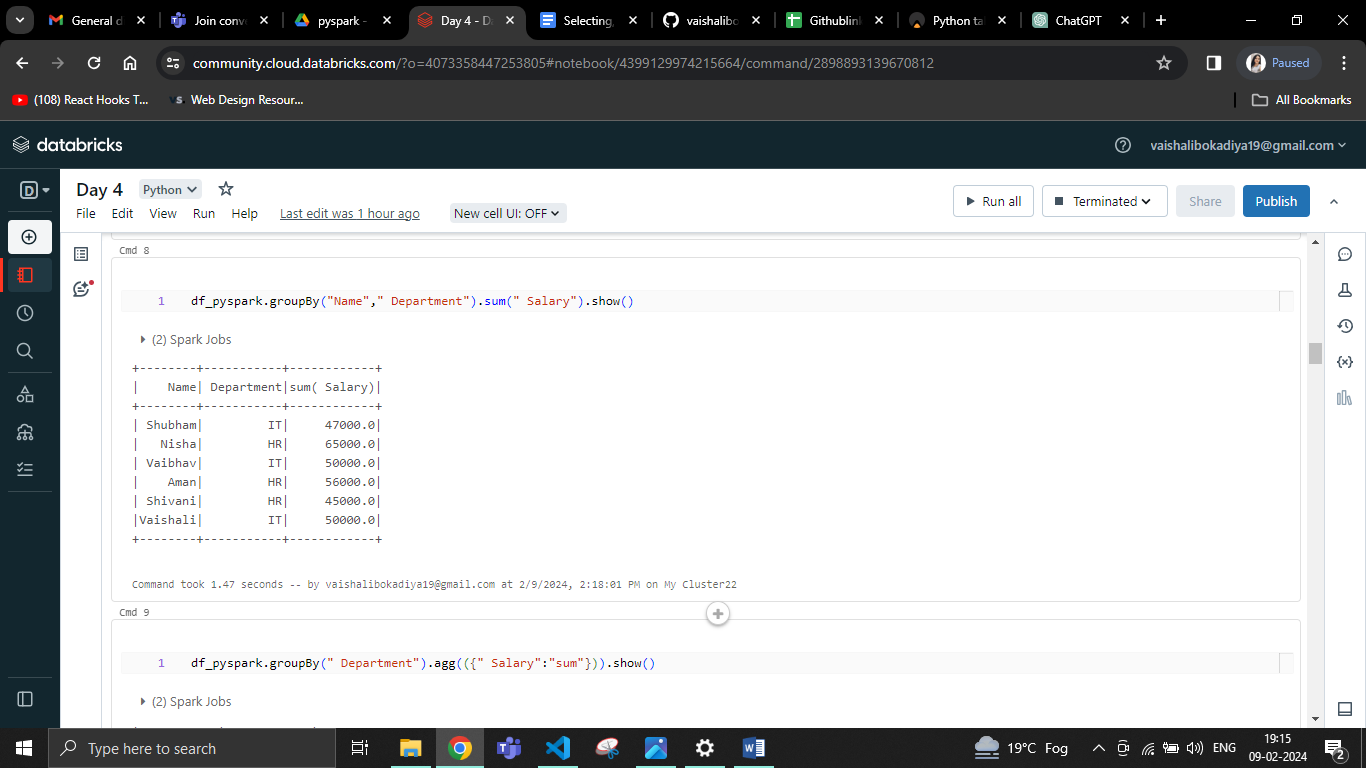 General d
Join conv
pyspark -
Day 4 - Da
Selecting,
vaishalibo
Githublink
Python ta
ChatGPT
community.cloud.databricks.com/?o=4073358447253805#notebook/4399129974215664/command/2898893139670812
Paused
(108) React Hooks T...
Web Design Resour...
All Bookmarks
databricks
vaishalibokadiya19@gmail.com
D
Day 4 Python
Run all
Terminated
Share
Publish
File Edit View Run Help Last edit was 1 hour ago New cell UI: OFF
Cmd 8
1 df_pyspark.groupBy("Name"," Department").sum(" Salary").show()
(2) Spark Jobs
+--------+-----------+------------+
|    Name| Department|sum( Salary)|
+--------+-----------+------------+
| Shubham|         IT|     47000.0|
|   Nisha|         HR|     65000.0|
| Vaibhav|         IT|     50000.0|
|    Aman|         HR|     56000.0|
| Shivani|         HR|     45000.0|
|Vaishali|         IT|     50000.0|
+--------+-----------+------------+
Command took 1.47 seconds -- by vaishalibokadiya19@gmail.com at 2/9/2024, 2:18:01 PM on My Cluster22
Cmd 9
1 df_pyspark.groupBy(" Department").agg(({" Salary":"sum"})).show()
(2) Spark Jobs
Type here to search
19°C Fog
ENG
19:15
09-02-2024
2